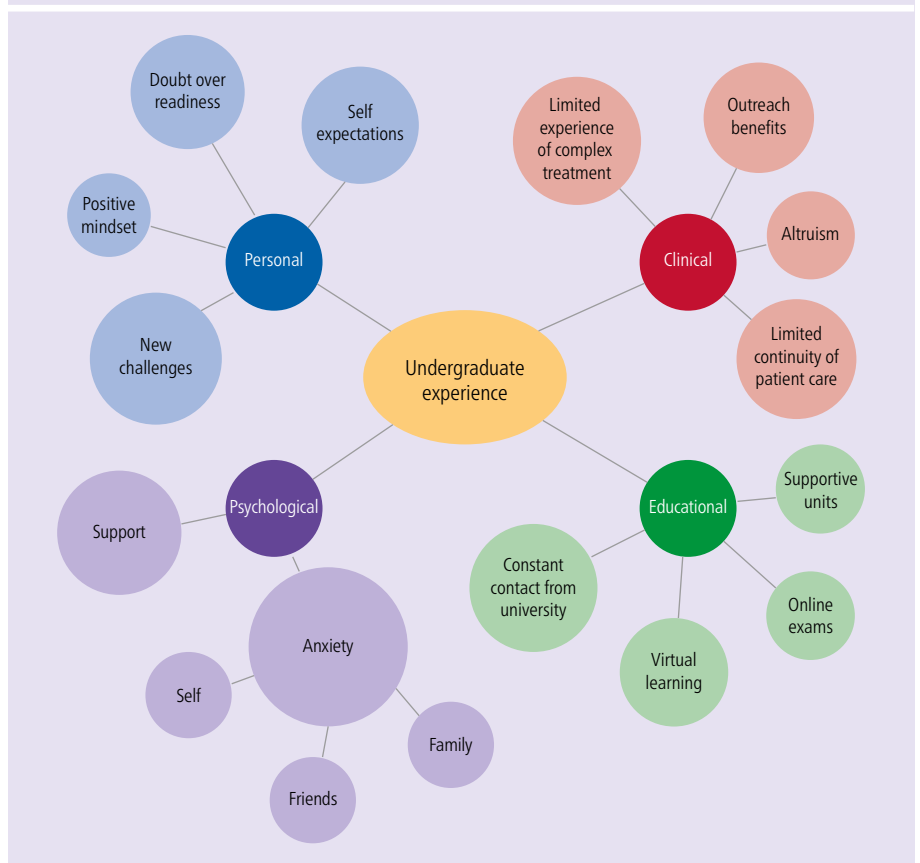 Doubt over
readiness
Self
expectations
Positive
mindset
Personal
New
challenges
Limited
experience
of complex
treatment
Outreach
benefits
Altruism
Clinical
Limited
continuity of
patient care
Undergraduate
experience
Psychological
Support
Anxiety
Self
Friends
Family
Educational
Supportive
units
Constant
contact from
university
Online
exams
Virtual
learning